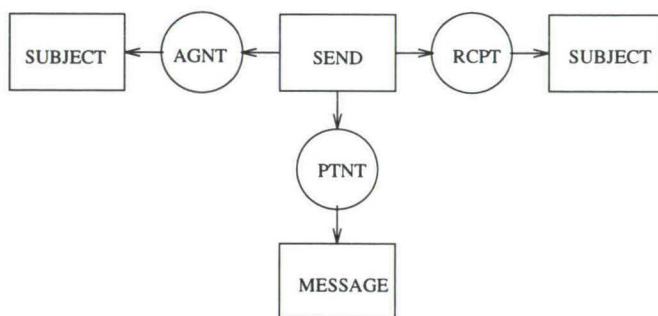 SUBJECT
AGNT
SEND
RCPT
SUBJECT
PTNT
MESSAGE